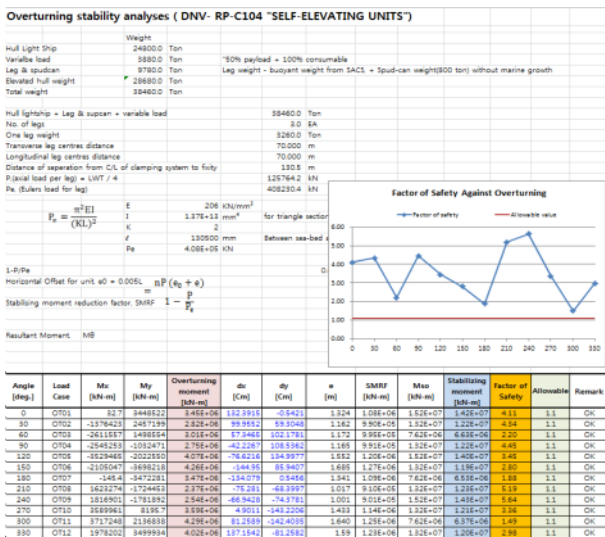 Overturning stability analyses ( DNV- RP-C104 "SELF-ELEVATING UNITS")
Weight
Hull Light Ship 24800.0 Ton
Varialbe load 3880.0 Ton "50% payload + 100% consumable
Leg & spudcan 9780.0 Ton Leg weight - buoyant weight from SACS, + Spud-can weight(800 ton) without marine growth
Elevated hull weight 28680.0 Ton
Total weight 38460.0 Ton
Hull lightship + Leg & supcan + variable load 38460.0 Ton
No. of legs 3.0 EA
One leg weight 3260.0 Ton
Transverse leg centres distance 70.000 m
Longitudinal leg centres distance 70.000 m
Distance of seperation from C/L of clamping system to fixity 130.5 m
P.(axial load per leg) = LWT / 4 125764.2 kN
Pe, (Eulers load for leg) 408230.4 kN
Factor of Safety Against Overturning
Factor of safety Allowable value
6.00
5.00
4.00
3.00
2.00
1.00
0.00
0 30 60 90 120 150 180 210 240 270 300 330
Pe = π²EI / (KL)²
E 206 KN/mm²
I 1.37E+13 mm⁴ for triangle section
K 2
ℓ 130500 mm Between sea-bed
Pe 4.08E+05 KN
1-P/Pe 0.
Horizontal Offset for unit e0 = 0.005L
Stabilising moment reduction factor, SMRF = nP (e₀ + e) / 1 − P/Pe
Resultant Moment, Mθ
Angle [deg.] Load Case Mx [kN-m] My [kN-m] Overturning moment [kN-m] dx [Cm] dy [Cm] e [m] SMRF [kN-m] Mso [kN-m] Stabilizing moment [kN-m] Factor of Safety Allowable Remark
0 OT01 32.7 3448522 3.45E+06 132.3915 -0.5421 1.324 1.08E+06 1.52E+07 1.42E+07 4.11 1.1 OK
30 OT02 -1376423 2457199 2.82E+06 99.9552 59.3048 1.162 9.90E+05 1.32E+07 1.22E+07 4.34 1.1 OK
60 OT03 -2611557 1498554 3.01E+06 57.3465 102.1781 1.172 9.95E+05 7.62E+06 6.63E+06 2.20 1.1 OK
90 OT04 -2545253 -1032471 2.75E+06 -42.2267 108.5362 1.165 9.91E+05 1.32E+07 1.22E+07 4.45 1.1 OK
120 OT05 -3529465 -2022550 4.07E+06 -76.6216 134.9977 1.552 1.20E+06 1.52E+07 1.40E+07 3.45 1.1 OK
150 OT06 -2105047 -3698218 4.26E+06 -144.95 85.9407 1.685 1.27E+06 1.32E+07 1.19E+07 2.80 1.1 OK
180 OT07 -145.4 -3472281 3.47E+06 -134.079 0.5456 1.341 1.09E+06 7.62E+06 6.53E+06 1.88 1.1 OK
210 OT08 1623274 -1724453 2.37E+06 -75.281 -68.3997 1.017 9.10E+05 1.32E+07 1.23E+07 5.19 1.1 OK
240 OT09 1816901 -1781892 2.54E+06 -66.9428 -74.3781 1.001 9.01E+05 1.52E+07 1.43E+07 5.64 1.1 OK
270 OT10 3589961 8195.7 3.59E+06 4.9011 -143.2206 1.433 1.14E+06 1.32E+07 1.21E+07 3.36 1.1 OK
300 OT11 3717248 2136838 4.29E+06 81.2589 -142.4035 1.640 1.25E+06 7.62E+06 6.37E+06 1.49 1.1 OK
330 OT12 1978202 3499934 4.02E+06 137.1542 -81.2582 1.59 1.23E+06 1.32E+07 1.20E+07 2.98 1.1 OK